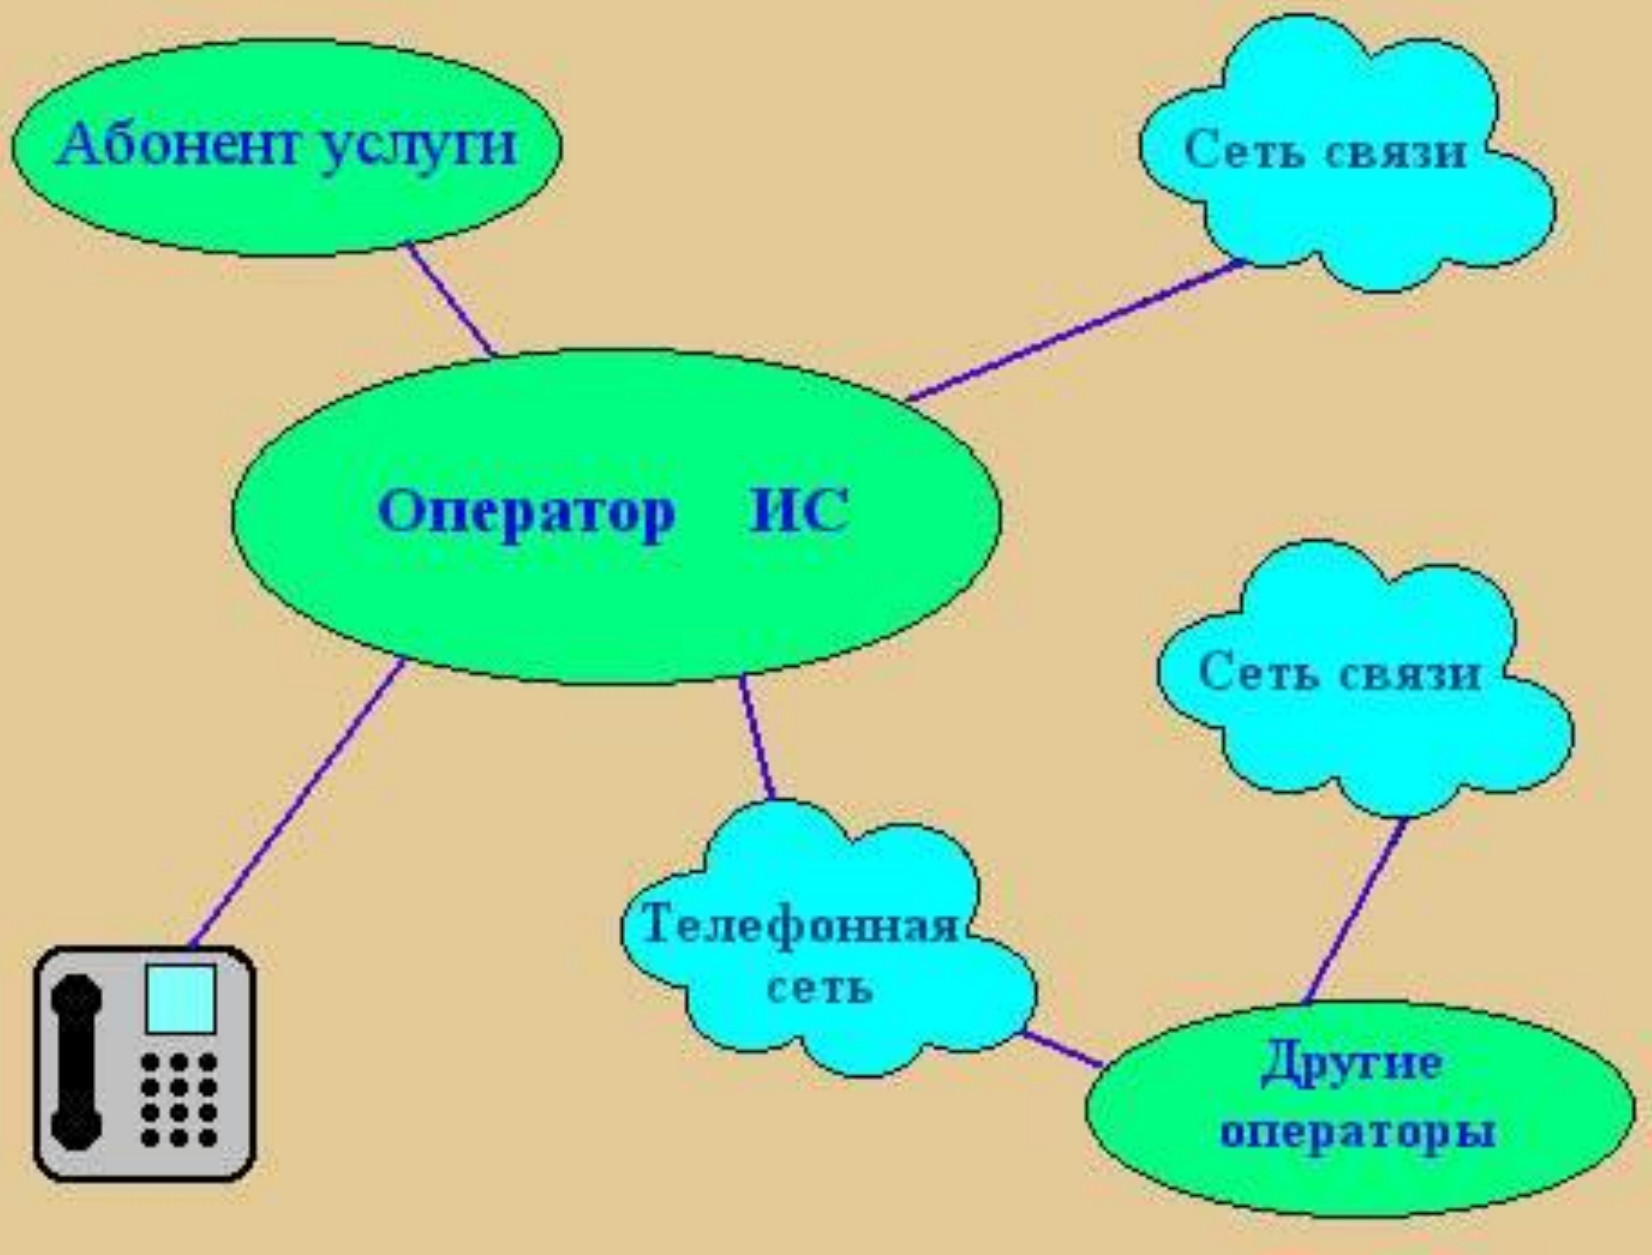 Абонент услуги
Сеть связи
Оператор ИС
Сеть связи
Телефонная
сеть
Другие
операторы